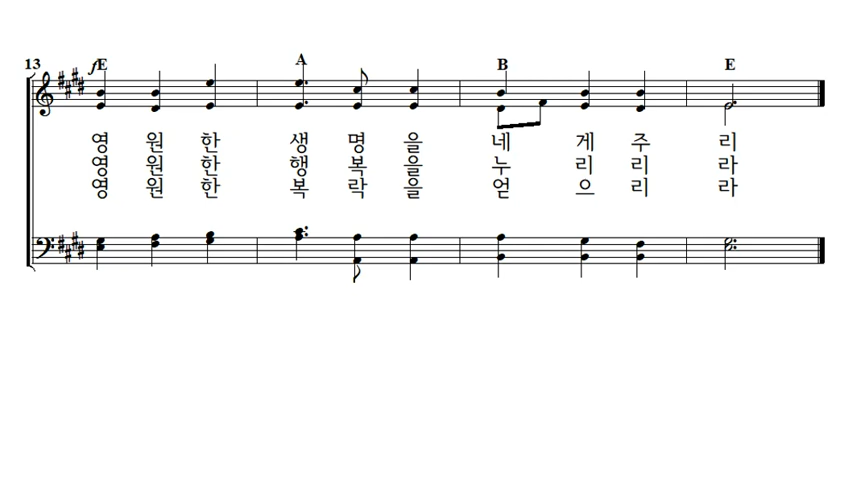 13 f E A B E
영 원 한 생 명 을 네 게 주 리
영 원 한 행 복 을 누 리 리 라
영 원 한 복 락 을 얻 으 리 라